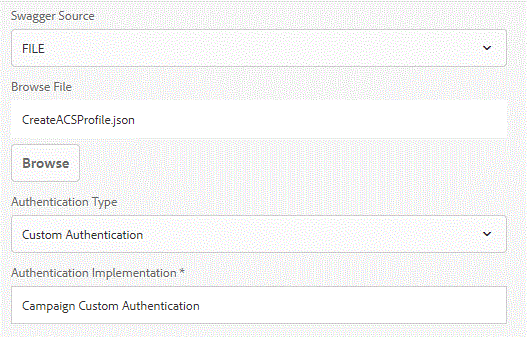 Swagger Source
FILE
Browse File
CreateACSProfile.json
Browse
Authentication Type
Custom Authentication
Authentication Implementation *
Campaign Custom Authentication